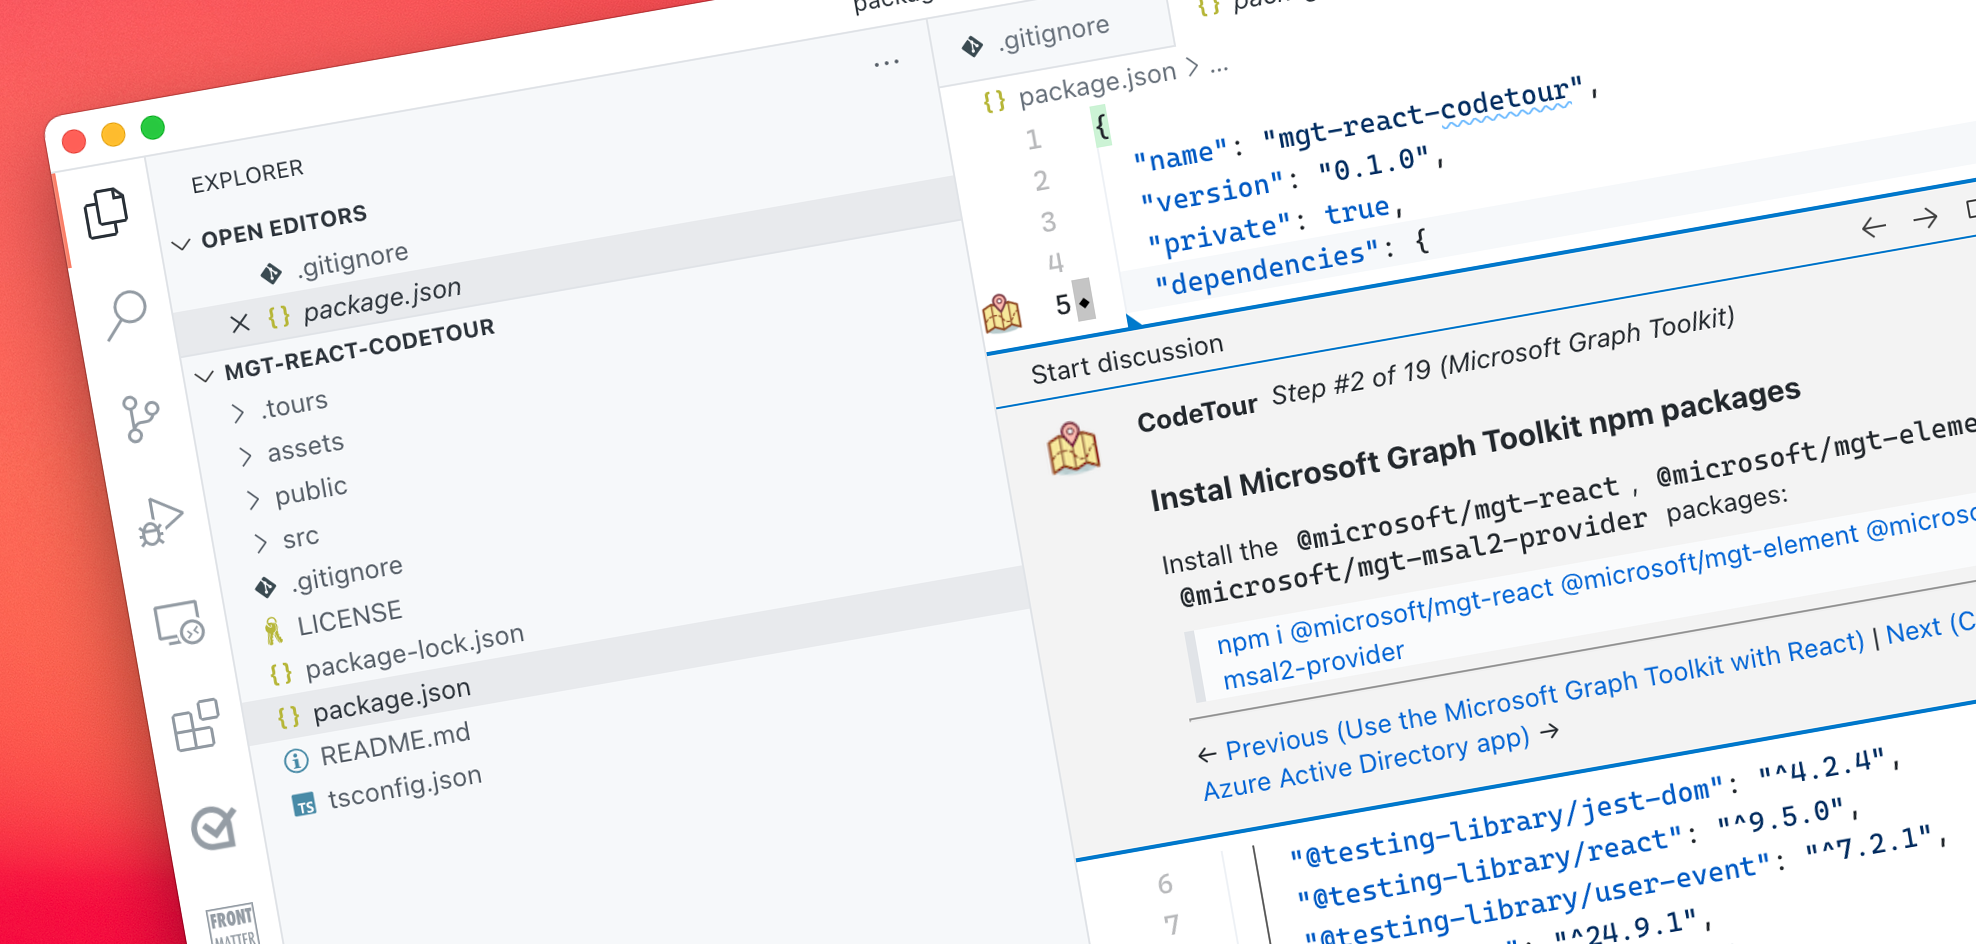 EXPLORER
...
OPEN EDITORS
.gitignore
package.json
MGT-REACT-CODETOUR
.tours
assets
public
src
.gitignore
LICENSE
package-lock.json
package.json
README.md
TS tsconfig.json
FRONT
MATTER
.gitignore
package.json > ...
1 {
2 "name": "mgt-react-codetour",
3 "version": "0.1.0",
4 "private": true,
5 "dependencies": {
Start discussion
CodeTour Step #2 of 19 (Microsoft Graph Toolkit)
Instal Microsoft Graph Toolkit npm packages
Install the @microsoft/mgt-react ,
@microsoft/mgt-msal2-provider packages:
npm i @microsoft/mgt-react @microsoft/mgt-element
msal2-provider
← Previous (Use the Microsoft Graph Toolkit with React) | Next
Azure Active Directory app) →
6 "@testing-library/jest-dom": "^4.2.4",
7 "@testing-library/react": "^9.5.0",
"@testing-library/user-event": "^7.2.1",
"^24.9.1",